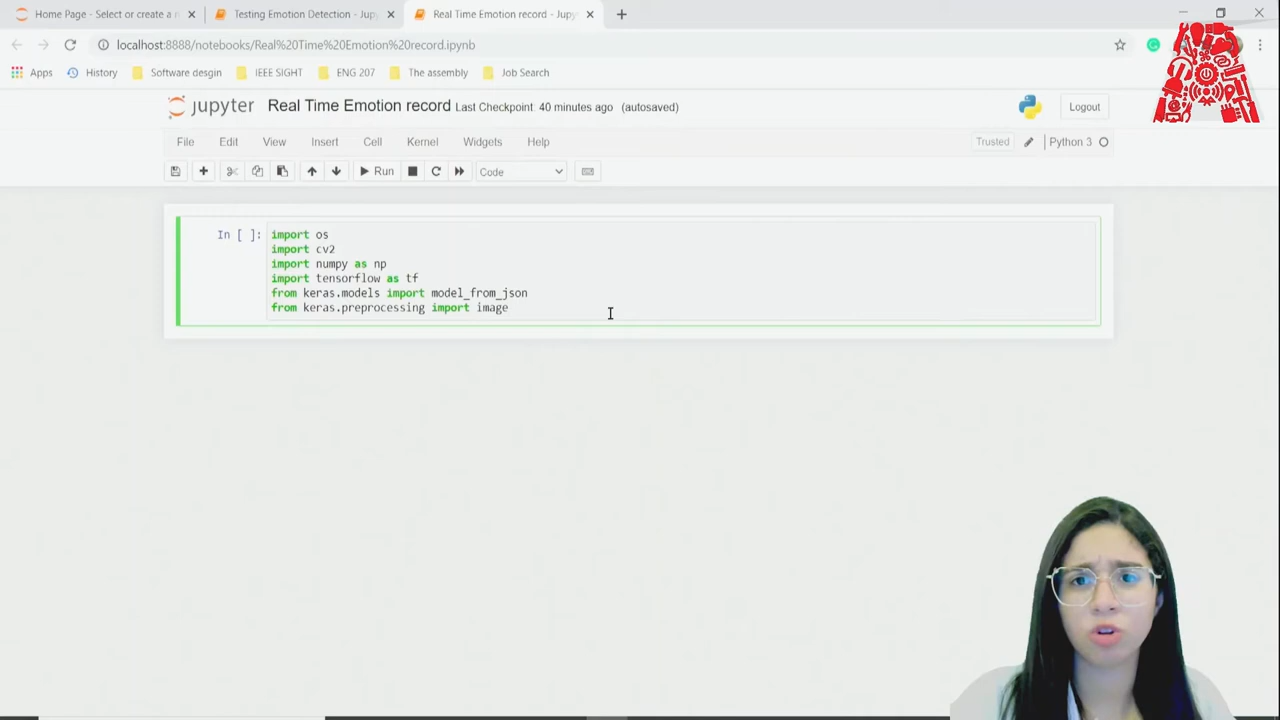 Home Page - Select or create a n
Testing Emotion Detection - Jup
Real Time Emotion record - Jupy
localhost:8888/notebooks/Real%20Time%20Emotion%20record.ipynb
Apps
History
Software desgin
IEEE SIGHT
ENG 207
The assembly
Job Search
jupyter
Real Time Emotion record Last Checkpoint: 40 minutes ago (autosaved)
Logout
File
Edit
View
Insert
Cell
Kernel
Widgets
Help
Trusted
Python 3
Run
Code
In [ ]:
import os
import cv2
import numpy as np
import tensorflow as tf
from keras.models import model_from_json
from keras.preprocessing import image